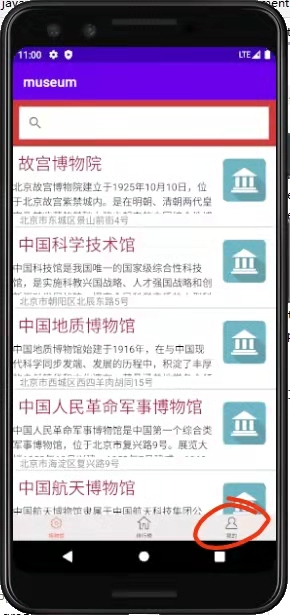 11:00
LTE
museum
故宫博物院
北京故宫博物院建立于1925年10月10日，位
于北京故宫紫禁城内。是在明朝、清朝两代皇
北京市东城区景山前街4号
中国科学技术馆
中国科技馆是我国唯一的国家级综合性科技
馆，是实施科教兴国战略、人才强国战略和创
北京市朝阳区北辰东路5号
中国地质博物馆
中国地质博物馆始建于1916年，在与中国现
代科学同步发端、发展的历程中，积淀了丰厚
北京市西城区西四羊肉胡同15号
中国人民革命军事博物馆
中国人民革命军事博物馆是中国第一个综合类
军事博物馆，位于北京市复兴路9号。展览大
北京市海淀区复兴路9号
中国航天博物馆
中国航天博物馆隶属于中国航天科技集团公
排行榜
我的